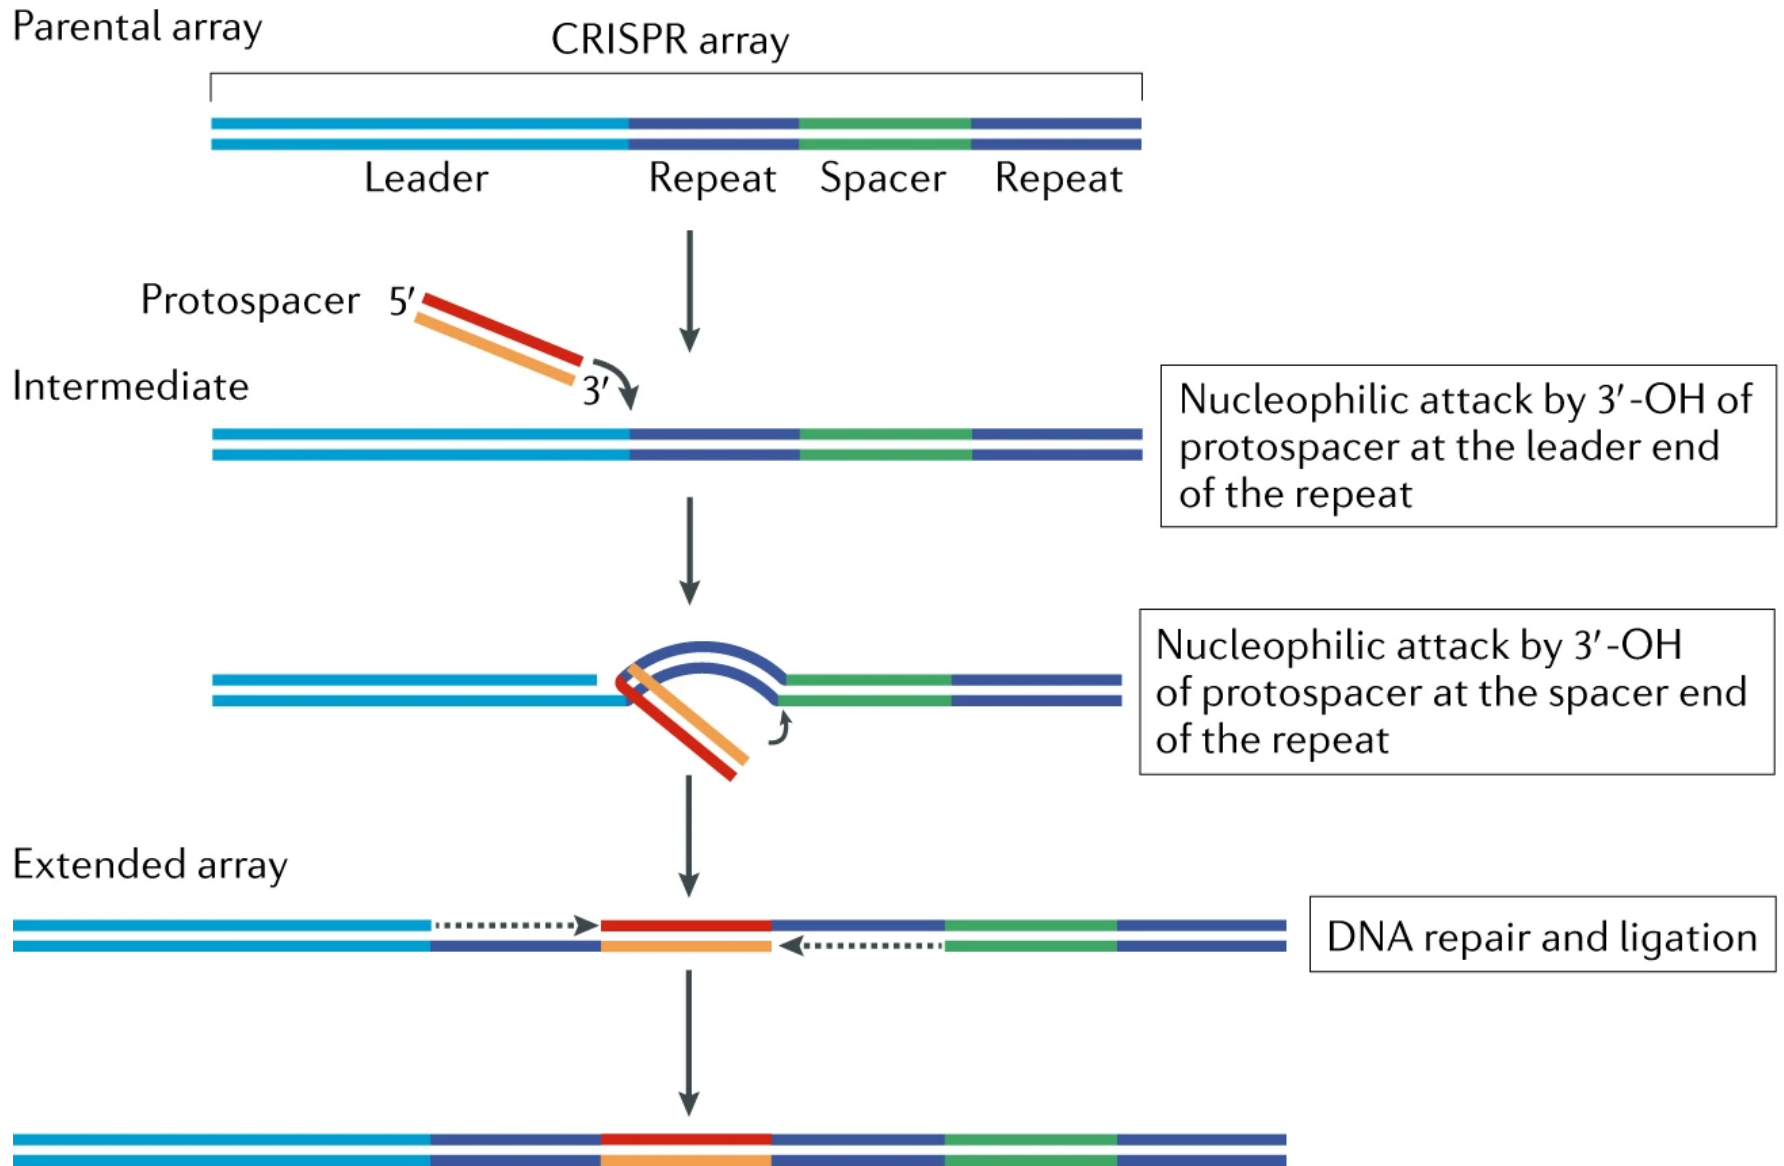 Parental array
CRISPR array
Leader
Repeat
Spacer
Repeat
Protospacer
5′
3′
Intermediate
Nucleophilic attack by 3′-OH of
protospacer at the leader end
of the repeat
Nucleophilic attack by 3′-OH
of protospacer at the spacer end
of the repeat
Extended array
DNA repair and ligation